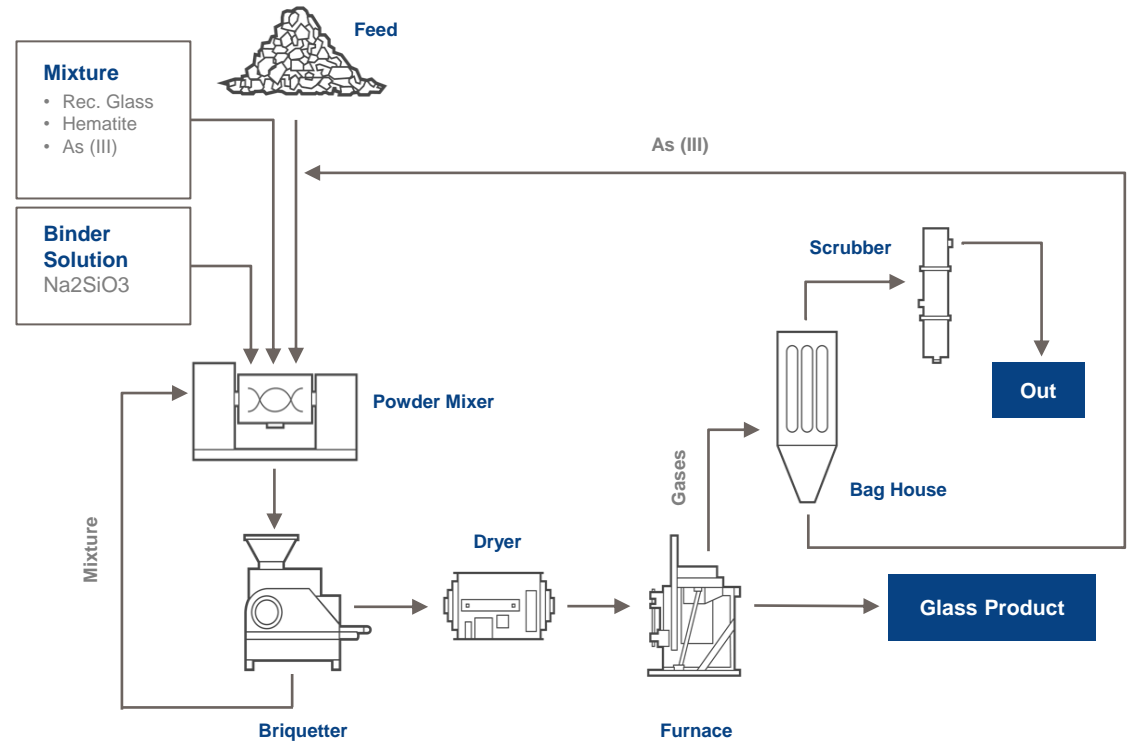 Feed
Mixture
• Rec. Glass
• Hematite
• As (III)
As (III)
Binder
Solution
Na2SiO3
Scrubber
Out
Powder Mixer
Gases
Bag House
Mixture
Dryer
Glass Product
Briquetter
Furnace